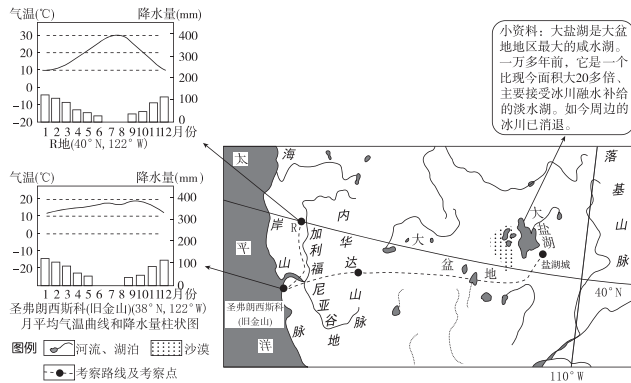 气温(℃) 降水量(mm)
30 400
20 300
10 200
0
-10 100
-20 0
1 2 3 4 5 6 7 8 9 10 11 12月份
R地(40°N,122°W)
气温(℃) 降水量(mm)
20 400
10 300
0 200
-10
-20 100
0
1 2 3 4 5 6 7 8 9 10 11 12月份
圣弗朗西斯科(旧金山)(38°N,122°W)
月平均气温曲线和降水量柱状图
图例 河流、湖泊 沙漠
考察路线及考察点
小资料：大盐湖是大盆
地地区最大的咸水湖。
一万多年前，它是一个
比现今面积大20多倍、
主要接受冰川融水补给
的淡水湖。如今周边的
冰川已消退。
太平洋
海岸山脉
R
加利福尼亚谷地
内华达山脉
大盆地
大盐湖
盐湖城
落基山脉
圣弗朗西斯科
(旧金山)
40°N
110°W